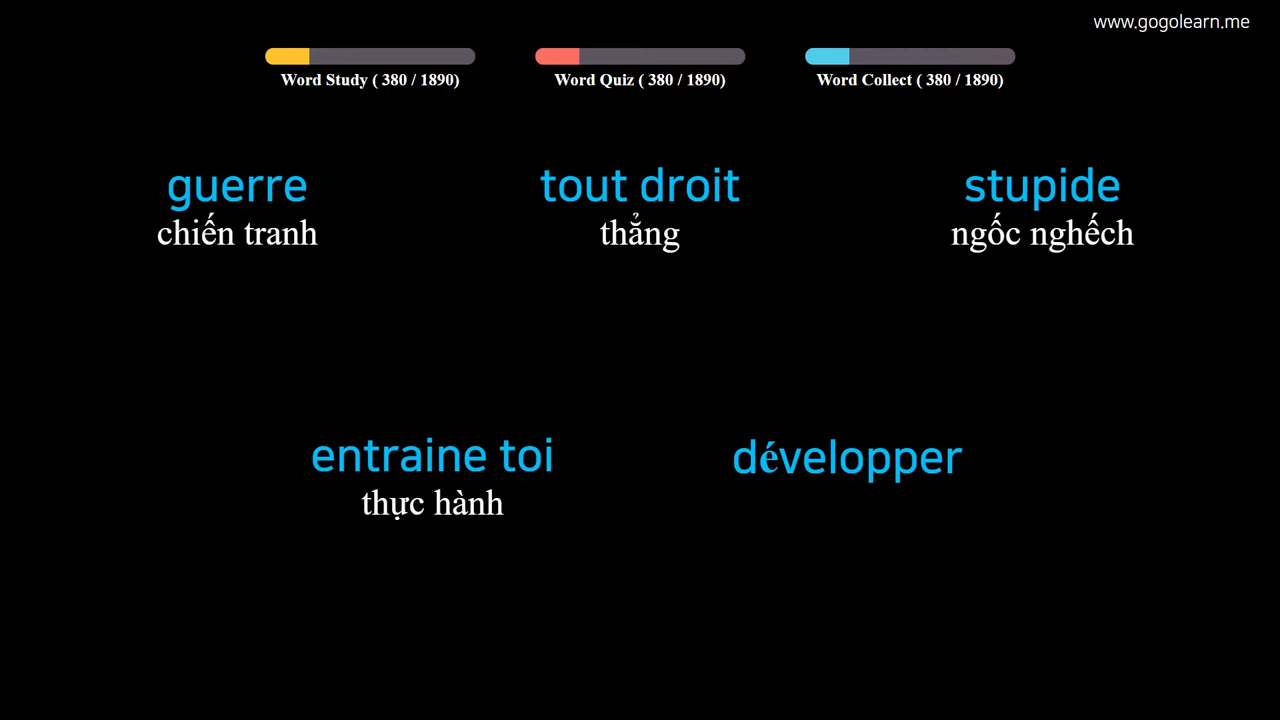 www.gogolearn.me
Word Study ( 380 / 1890)
Word Quiz ( 380 / 1890)
Word Collect ( 380 / 1890)
guerre
chiến tranh
tout droit
thẳng
stupide
ngốc nghếch
entraine toi
thực hành
développer